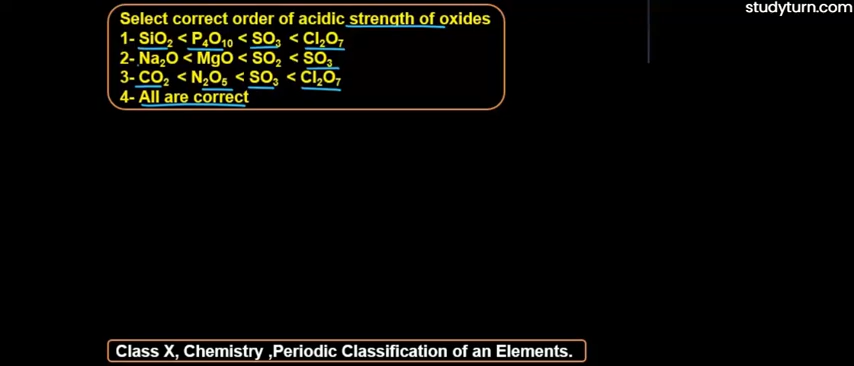 studyturn.com
Select correct order of acidic strength of oxides
1- SiO₂ < P₄O₁₀ < SO₃ < Cl₂O₇
2- Na₂O < MgO < SO₂ < SO₃
3- CO₂ < N₂O₅ < SO₃ < Cl₂O₇
4- All are correct
Class X, Chemistry ,Periodic Classification of an Elements.